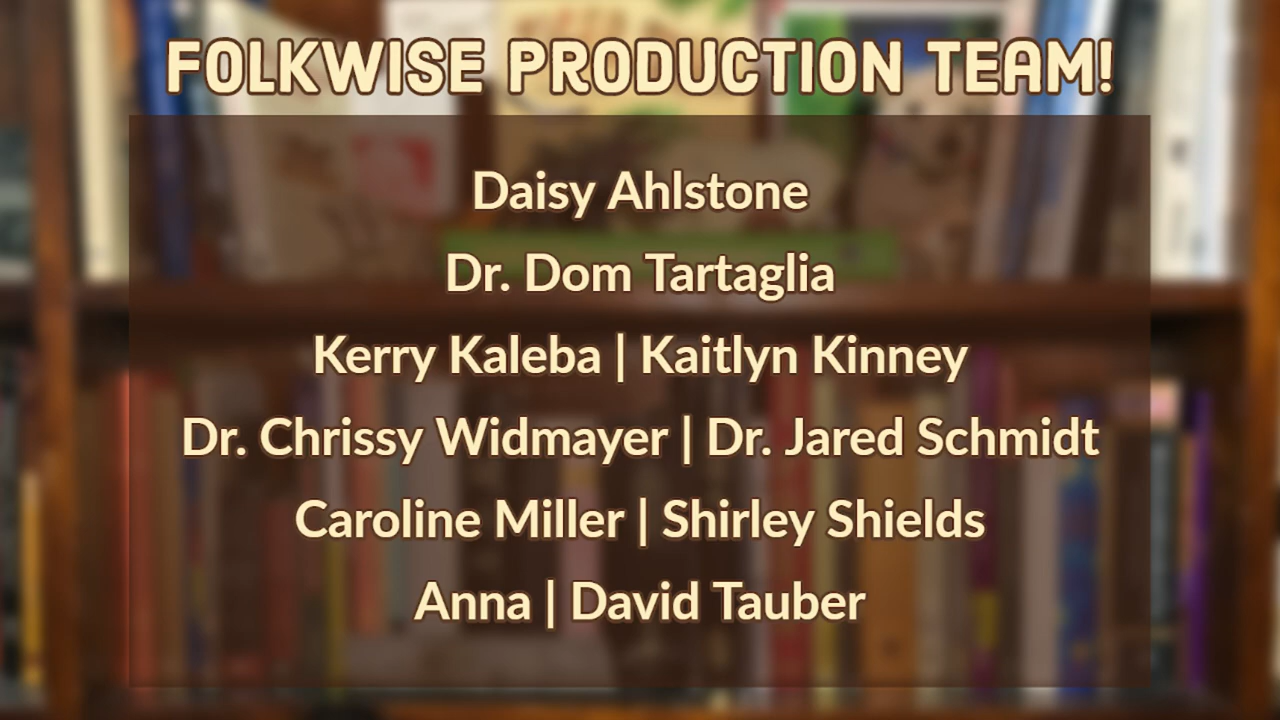 FOLKWISE PRODUCTION TEAM!
Daisy Ahlstone
Dr. Dom Tartaglia
Kerry Kaleba | Kaitlyn Kinney
Dr. Chrissy Widmayer | Dr. Jared Schmidt
Caroline Miller | Shirley Shields
Anna | David Tauber